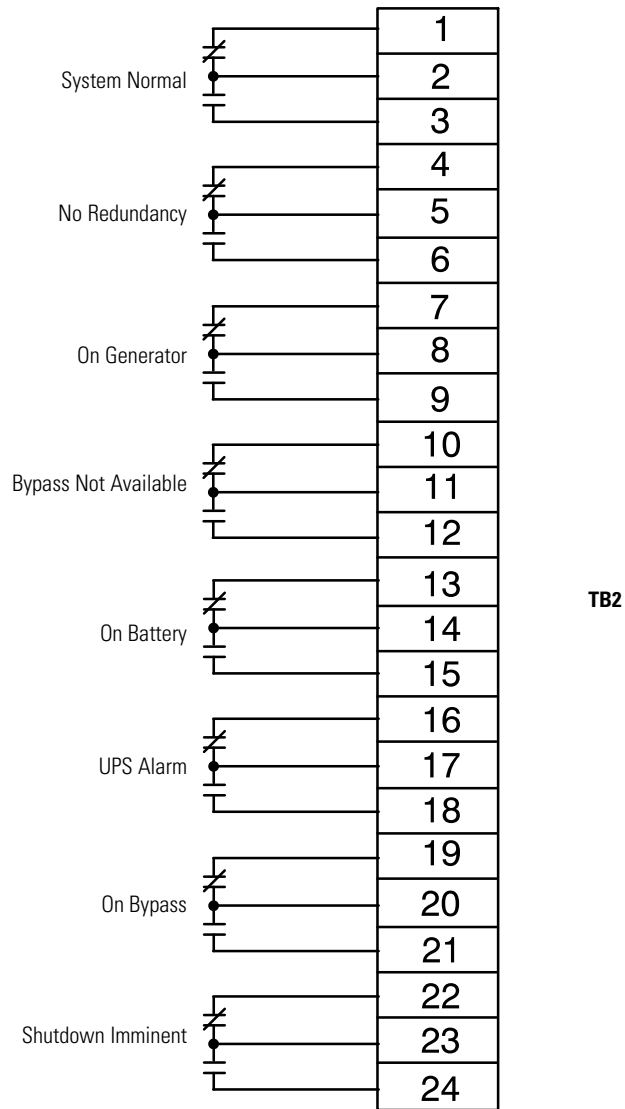 1
System Normal 2
3
4
No Redundancy 5
6
7
On Generator 8
9
10
Bypass Not Available 11
12
13
TB2
On Battery 14
15
16
UPS Alarm 17
18
19
On Bypass 20
21
22
Shutdown Imminent 23
24